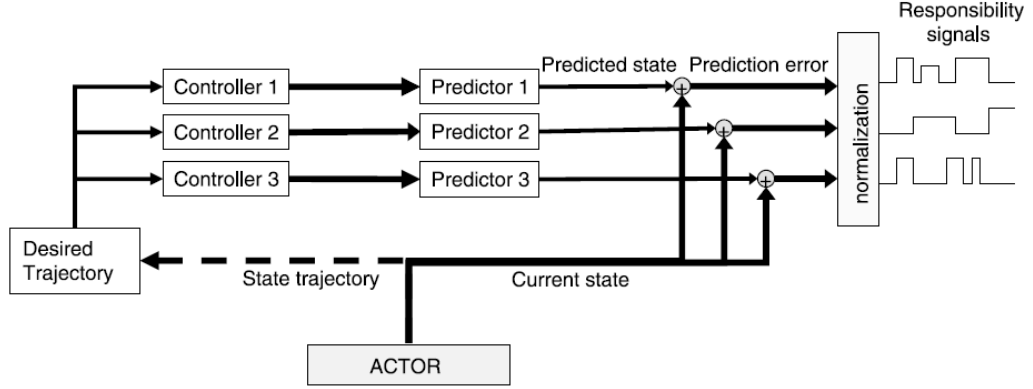 Responsibility
signals
Predicted state
Prediction error
Controller 1
Predictor 1
+
Controller 2
Predictor 2
+
Controller 3
Predictor 3
+
normalization
Desired
Trajectory
State trajectory
Current state
ACTOR